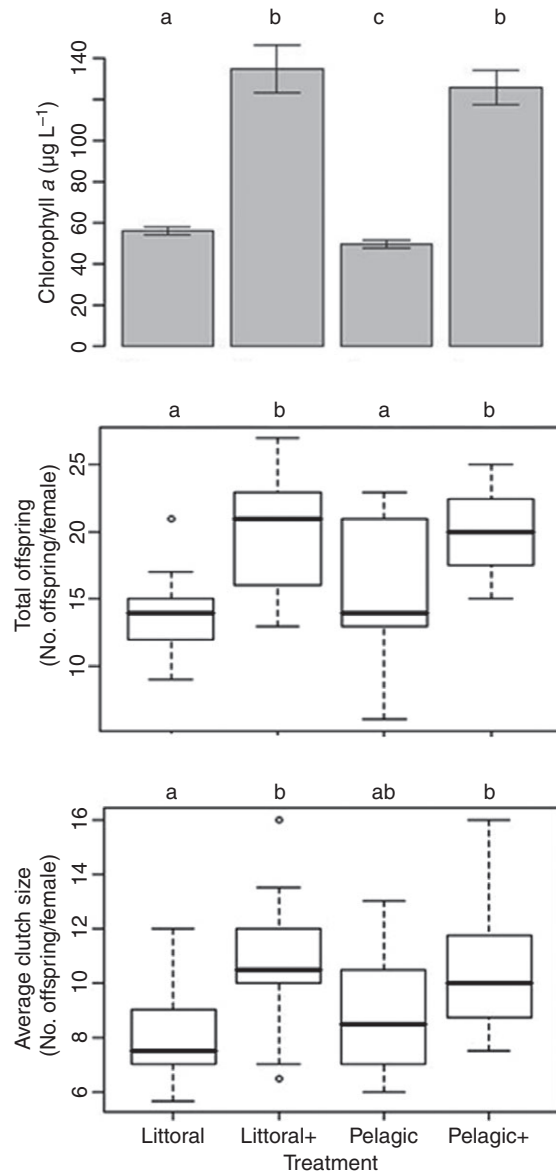 a b c b
Chlorophyll a (µg L⁻¹)
140
100
80
60
40
20
0
a b a b
Total offspring
(No. offspring/female)
25
20
15
10
a b ab b
Average clutch size
(No. offspring/female)
16
14
12
10
8
6
Littoral Littoral+ Pelagic Pelagic+
Treatment